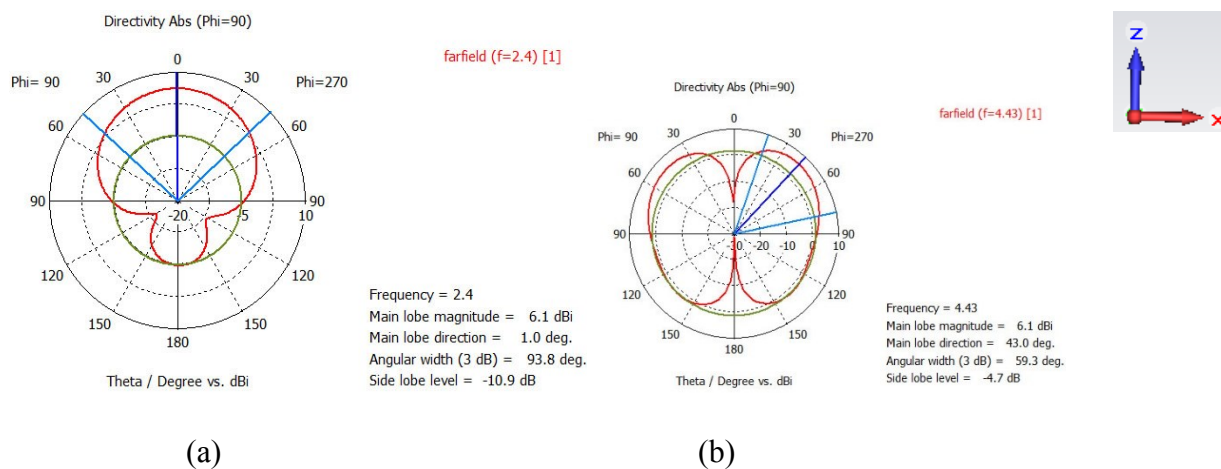 Directivity Abs (Phi=90)
farfield (f=2.4) [1]
0
30
30
Phi= 90
Phi=270
60
60
90
-20
-5
10
90
120
120
150
150
180
Theta / Degree vs. dBi
Frequency = 2.4
Main lobe magnitude = 6.1 dBi
Main lobe direction = 1.0 deg.
Angular width (3 dB) = 93.8 deg.
Side lobe level = -10.9 dB
(a)
Directivity Abs (Phi=90)
farfield (f=4.43) [1]
0
30
30
Phi= 90
Phi=270
60
60
90
-30
-20
-10
0
10
90
120
120
150
150
180
Theta / Degree vs. dBi
Frequency = 4.43
Main lobe magnitude = 6.1 dBi
Main lobe direction = 43.0 deg.
Angular width (3 dB) = 59.3 deg.
Side lobe level = -4.7 dB
(b)
z
x